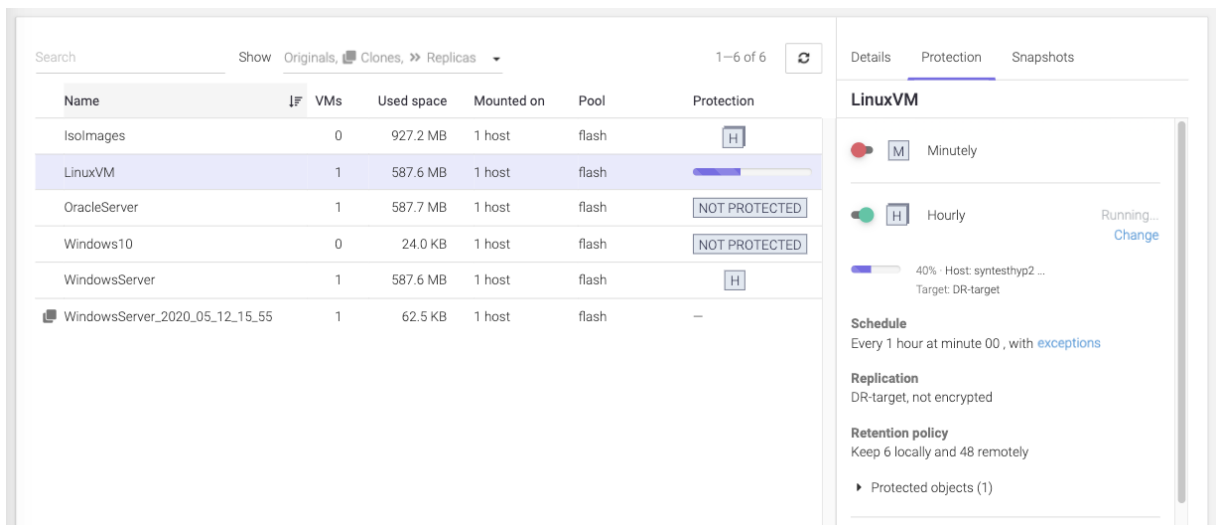 Search Show Originals, Clones, Replicas 1—6 of 6
Name VMs Used space Mounted on Pool Protection
IsoImages 0 927.2 MB 1 host flash H
LinuxVM 1 587.6 MB 1 host flash
OracleServer 1 587.7 MB 1 host flash NOT PROTECTED
Windows10 0 24.0 KB 1 host flash NOT PROTECTED
WindowsServer 1 587.6 MB 1 host flash H
WindowsServer_2020_05_12_15_55 1 62.5 KB 1 host flash —
Details Protection Snapshots
LinuxVM
M Minutely
H Hourly Running...
Change
40% · Host: syntesthyp2 ...
Target: DR-target
Schedule
Every 1 hour at minute 00 , with exceptions
Replication
DR-target, not encrypted
Retention policy
Keep 6 locally and 48 remotely
Protected objects (1)